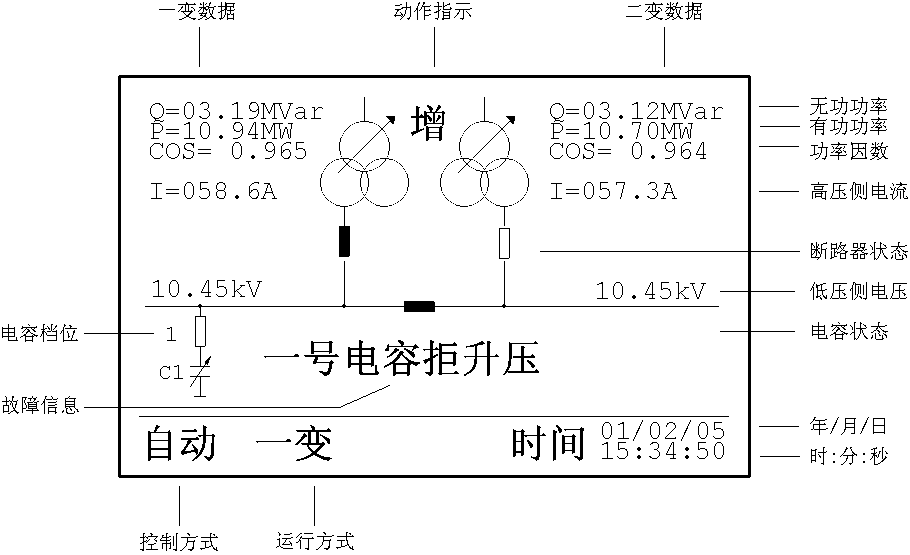 一变数据
动作指示
二变数据
Q=03.19MVar
P=10.94MW
COS= 0.965
I=058.6A
增
Q=03.12MVar
P=10.70MW
COS= 0.964
I=057.3A
无功功率
有功功率
功率因数
高压侧电流
断路器状态
10.45kV
10.45kV
低压侧电压
电容档位
1
电容状态
C1
一号电容拒升压
故障信息
自动
一变
时间
01/02/05
15:34:50
年/月/日
时:分:秒
控制方式
运行方式